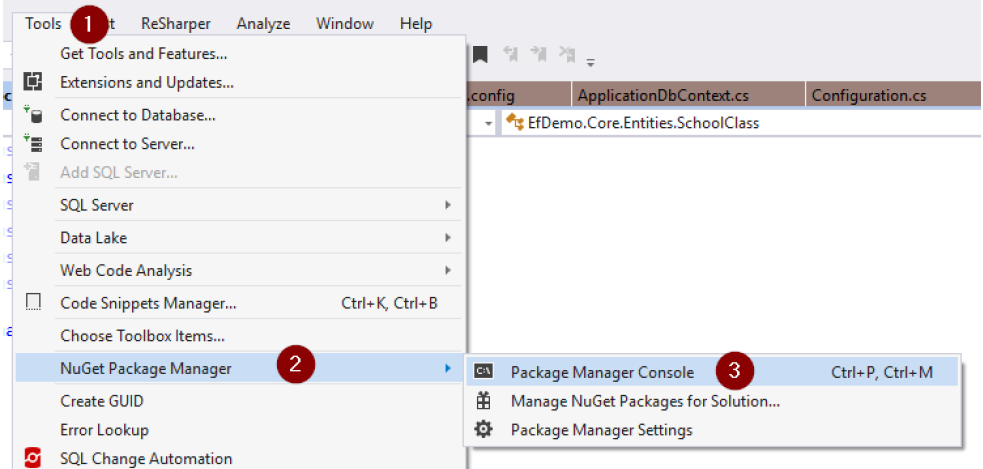 Tools 1 t ReSharper Analyze Window Help
Get Tools and Features...
Extensions and Updates...
.config ApplicationDbContext.cs Configuration.cs
Connect to Database...
EfDemo.Core.Entities.SchoolClass
Connect to Server...
Add SQL Server...
SQL Server
Data Lake
Web Code Analysis
Code Snippets Manager... Ctrl+K, Ctrl+B
Choose Toolbox Items...
NuGet Package Manager 2
C:\ Package Manager Console 3 Ctrl+P, Ctrl+M
Create GUID
Manage NuGet Packages for Solution...
Error Lookup
Package Manager Settings
SQL Change Automation